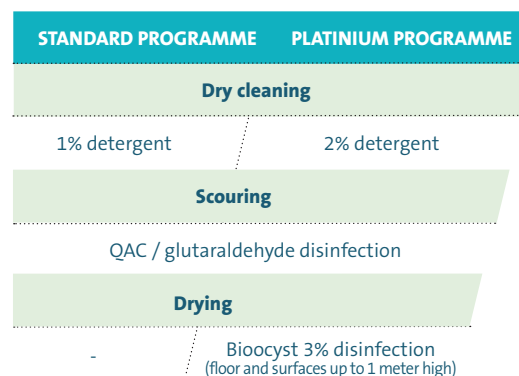 STANDARD PROGRAMME PLATINIUM PROGRAMME
Dry cleaning
1% detergent 2% detergent
Scouring
QAC / glutaraldehyde disinfection
Drying
- Bioocyst 3% disinfection
(floor and surfaces up to 1 meter high)